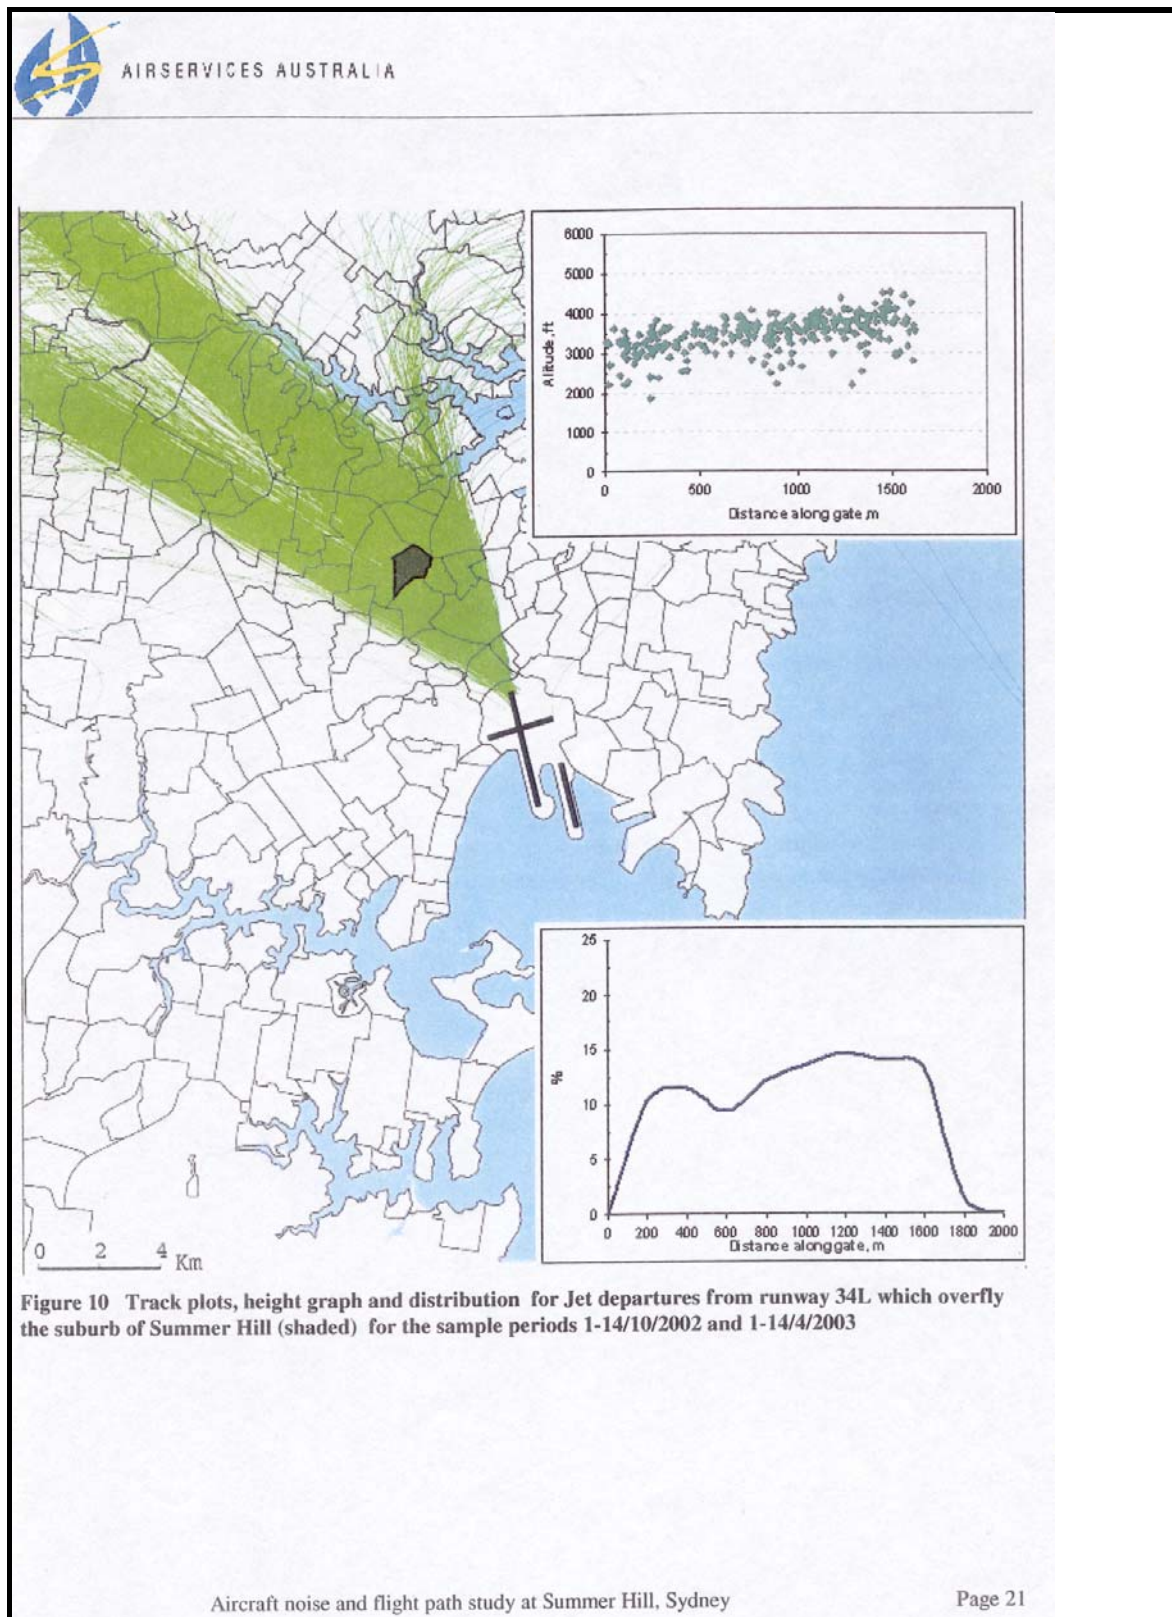 AIRSERVICES AUSTRALIA
6000
5000
4000
3000
2000
1000
0
Altitude ,ft
0 500 1000 1500 2000
Distance along gate,m
25
20
15
10
5
0
%
0 200 400 600 800 1000 1200 1400 1600 1800 2000
Distance along gate, m
0 2 4 Km
Figure 10 Track plots, height graph and distribution for Jet departures from runway 34L which overfly
the suburb of Summer Hill (shaded) for the sample periods 1-14/10/2002 and 1-14/4/2003
Aircraft noise and flight path study at Summer Hill, Sydney Page 21